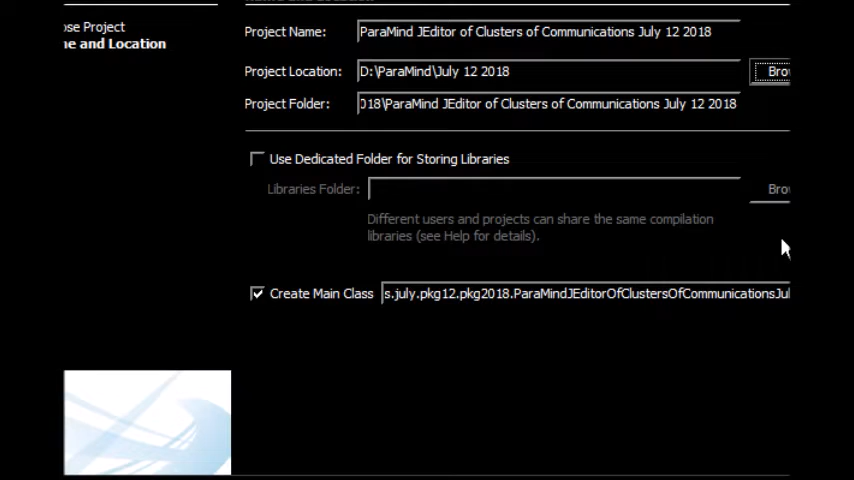 ose Project
e and Location
Project Name: ParaMind JEditor of Clusters of Communications July 12 2018
Project Location: D:\ParaMind\July 12 2018 Bro
Project Folder: 018\ParaMind JEditor of Clusters of Communications July 12 2018
Use Dedicated Folder for Storing Libraries
Libraries Folder: Bro
Different users and projects can share the same compilation
libraries (see Help for details).
Create Main Class s.july.pkg12.pkg2018.ParaMindJEditorOfClustersOfCommunicationsJul